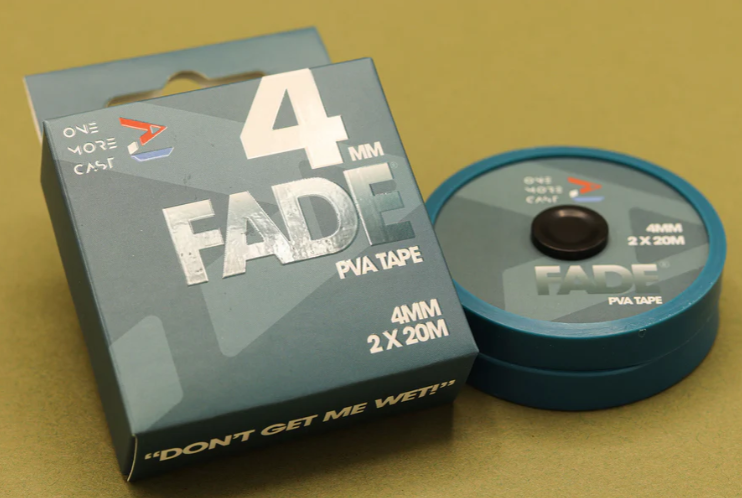 ONE
MORE
CAST
4
MM
FADE
PVA TAPE
4MM
2 X 20M
“DON'T GET ME WET!”
ONE
MORE
CAST
4MM
2 X 20M
FADE
PVA TAPE